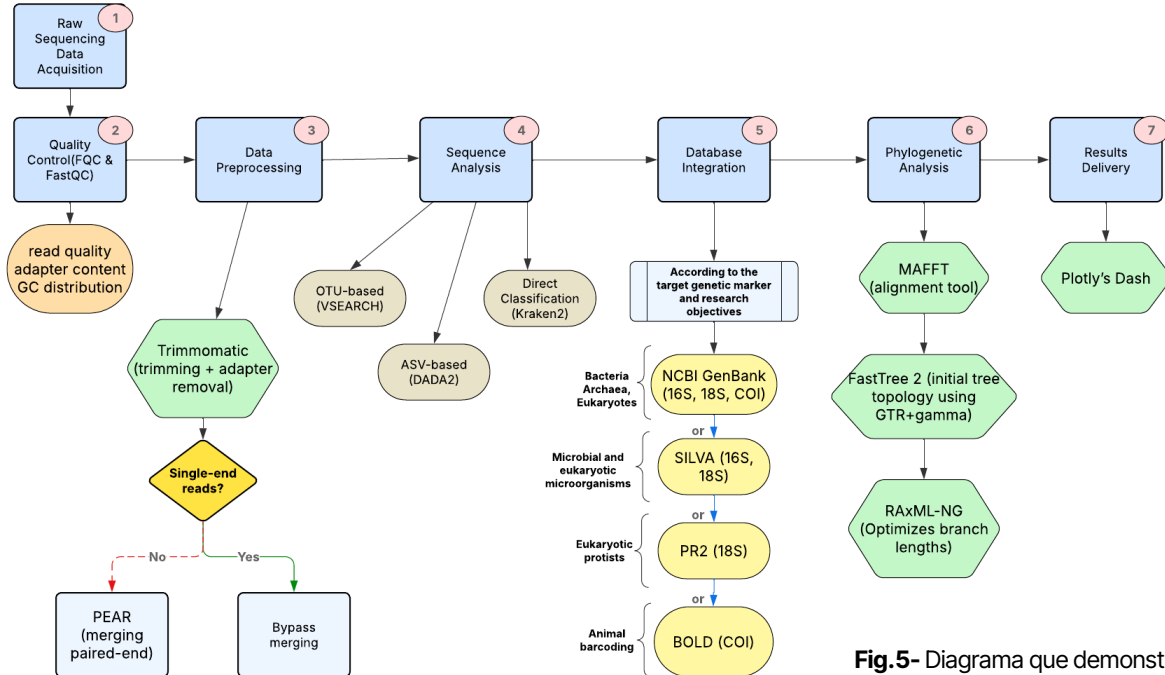 1
Raw
Sequencing
Data
Acquisition
2
Quality
Control(FQC &
FastQC)
read quality
adapter content
GC distribution
3
Data
Preprocessing
Trimmomatic
(trimming + adapter
removal)
Single-end
reads?
No
Yes
PEAR
(merging
paired-end)
Bypass
merging
4
Sequence
Analysis
OTU-based
(VSEARCH)
ASV-based
(DADA2)
Direct
Classification
(Kraken2)
5
Database
Integration
According to the
target genetic marker
and research
objectives
Bacteria
Archaea,
Eukaryotes
NCBI GenBank
(16S, 18S, COI)
or
Microbial and
eukaryotic
microorganisms
SILVA (16S,
18S)
or
Eukaryotic
protists
PR2 (18S)
or
Animal
barcoding
BOLD (COI)
6
Phylogenetic
Analysis
MAFFT
(alignment tool)
FastTree 2 (initial tree
topology using
GTR+gamma)
RAxML-NG
(Optimizes branch
lengths)
7
Results
Delivery
Plotly's Dash
Fig.5- Diagrama que demonst